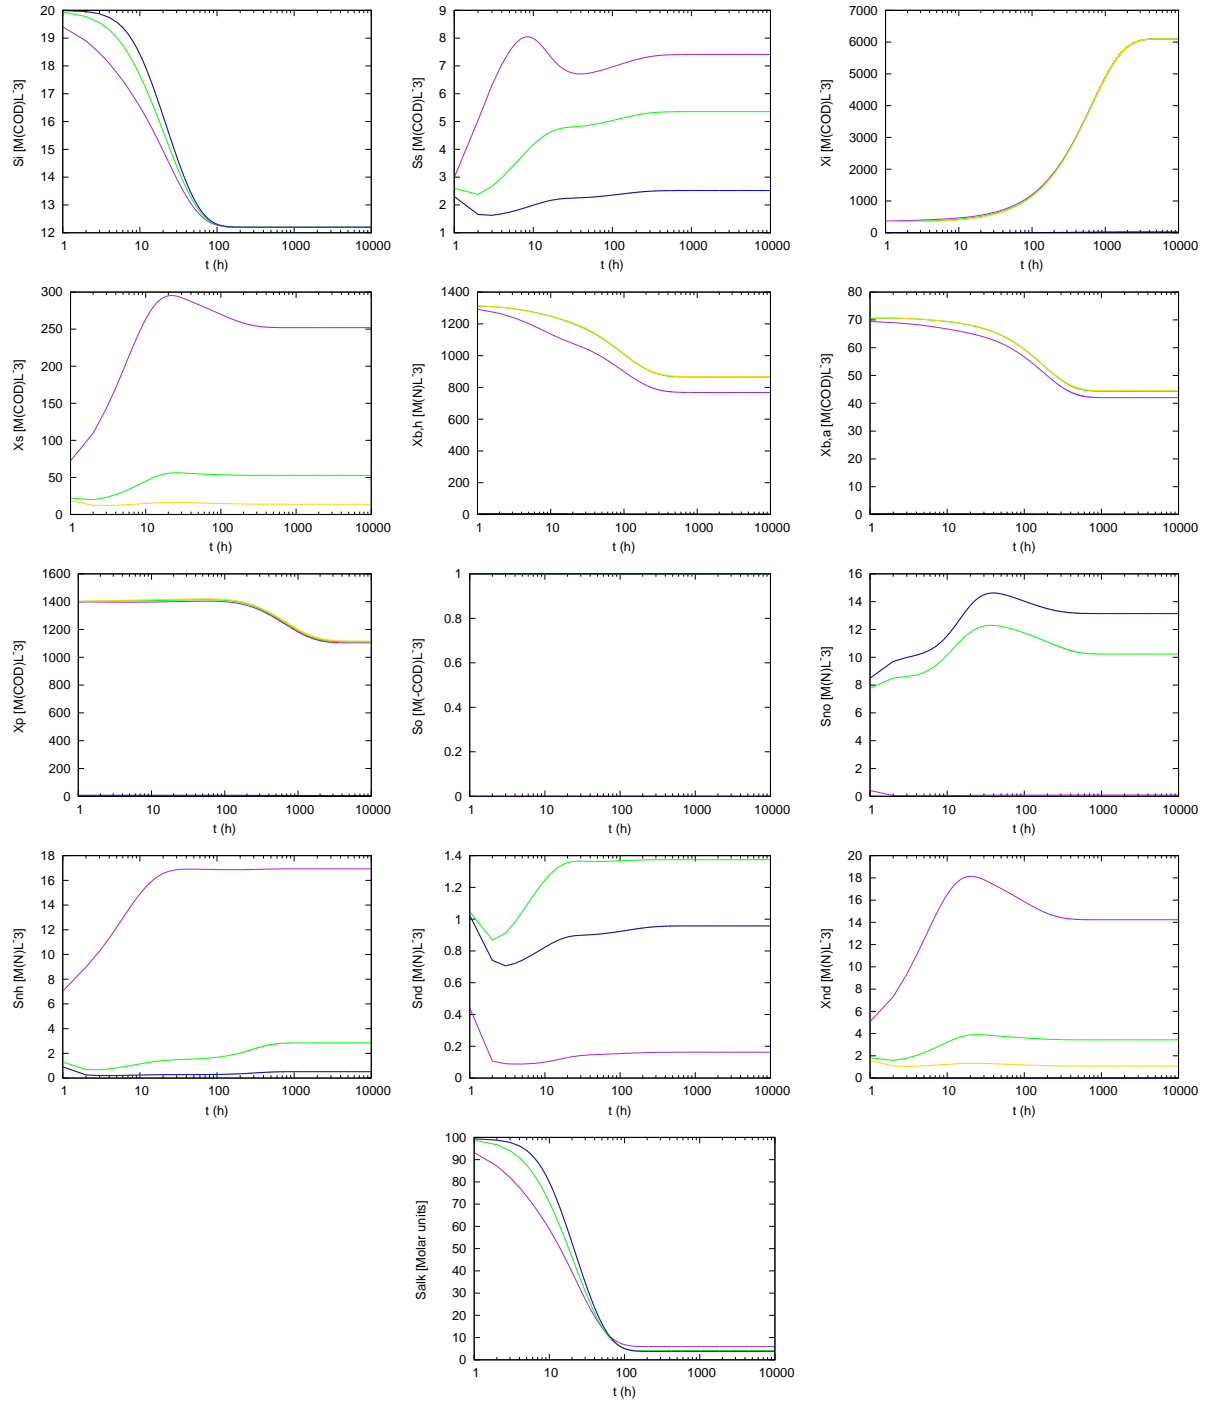 20
19
18
17
16
15
14
13
12
Si [M(COD)L-3]
1 10 100 1000 10000
t (h)
9
8
7
6
5
4
3
2
1
Ss [M(COD)L-3]
1 10 100 1000 10000
t (h)
7000
6000
5000
4000
3000
2000
1000
0
Xi [M(COD)L-3]
1 10 100 1000 10000
t (h)
300
250
200
150
100
50
0
Xs [M(COD)L-3]
1 10 100 1000 10000
t (h)
1400
1200
1000
800
600
400
200
0
Xb,h [M(N)L-3]
1 10 100 1000 10000
t (h)
80
70
60
50
40
30
20
10
0
Xb,a [M(COD)L-3]
1 10 100 1000 10000
t (h)
1600
1400
1200
1000
800
600
400
200
0
Xp [M(COD)L-3]
1 10 100 1000 10000
t (h)
1
0.8
0.6
0.4
0.2
0
So [M(-COD)L-3]
1 10 100 1000 10000
t (h)
16
14
12
10
8
6
4
2
0
Sno [M(N)L-3]
1 10 100 1000 10000
t (h)
18
16
14
12
10
8
6
4
2
0
Snh [M(N)L-3]
1 10 100 1000 10000
t (h)
1.4
1.2
1
0.8
0.6
0.4
0.2
0
Snd [M(N)L-3]
1 10 100 1000 10000
t (h)
20
18
16
14
12
10
8
6
4
2
0
Xnd [M(N)L-3]
1 10 100 1000 10000
t (h)
100
90
80
70
60
50
40
30
20
10
0
Salk [Molar units]
1 10 100 1000 10000
t (h)